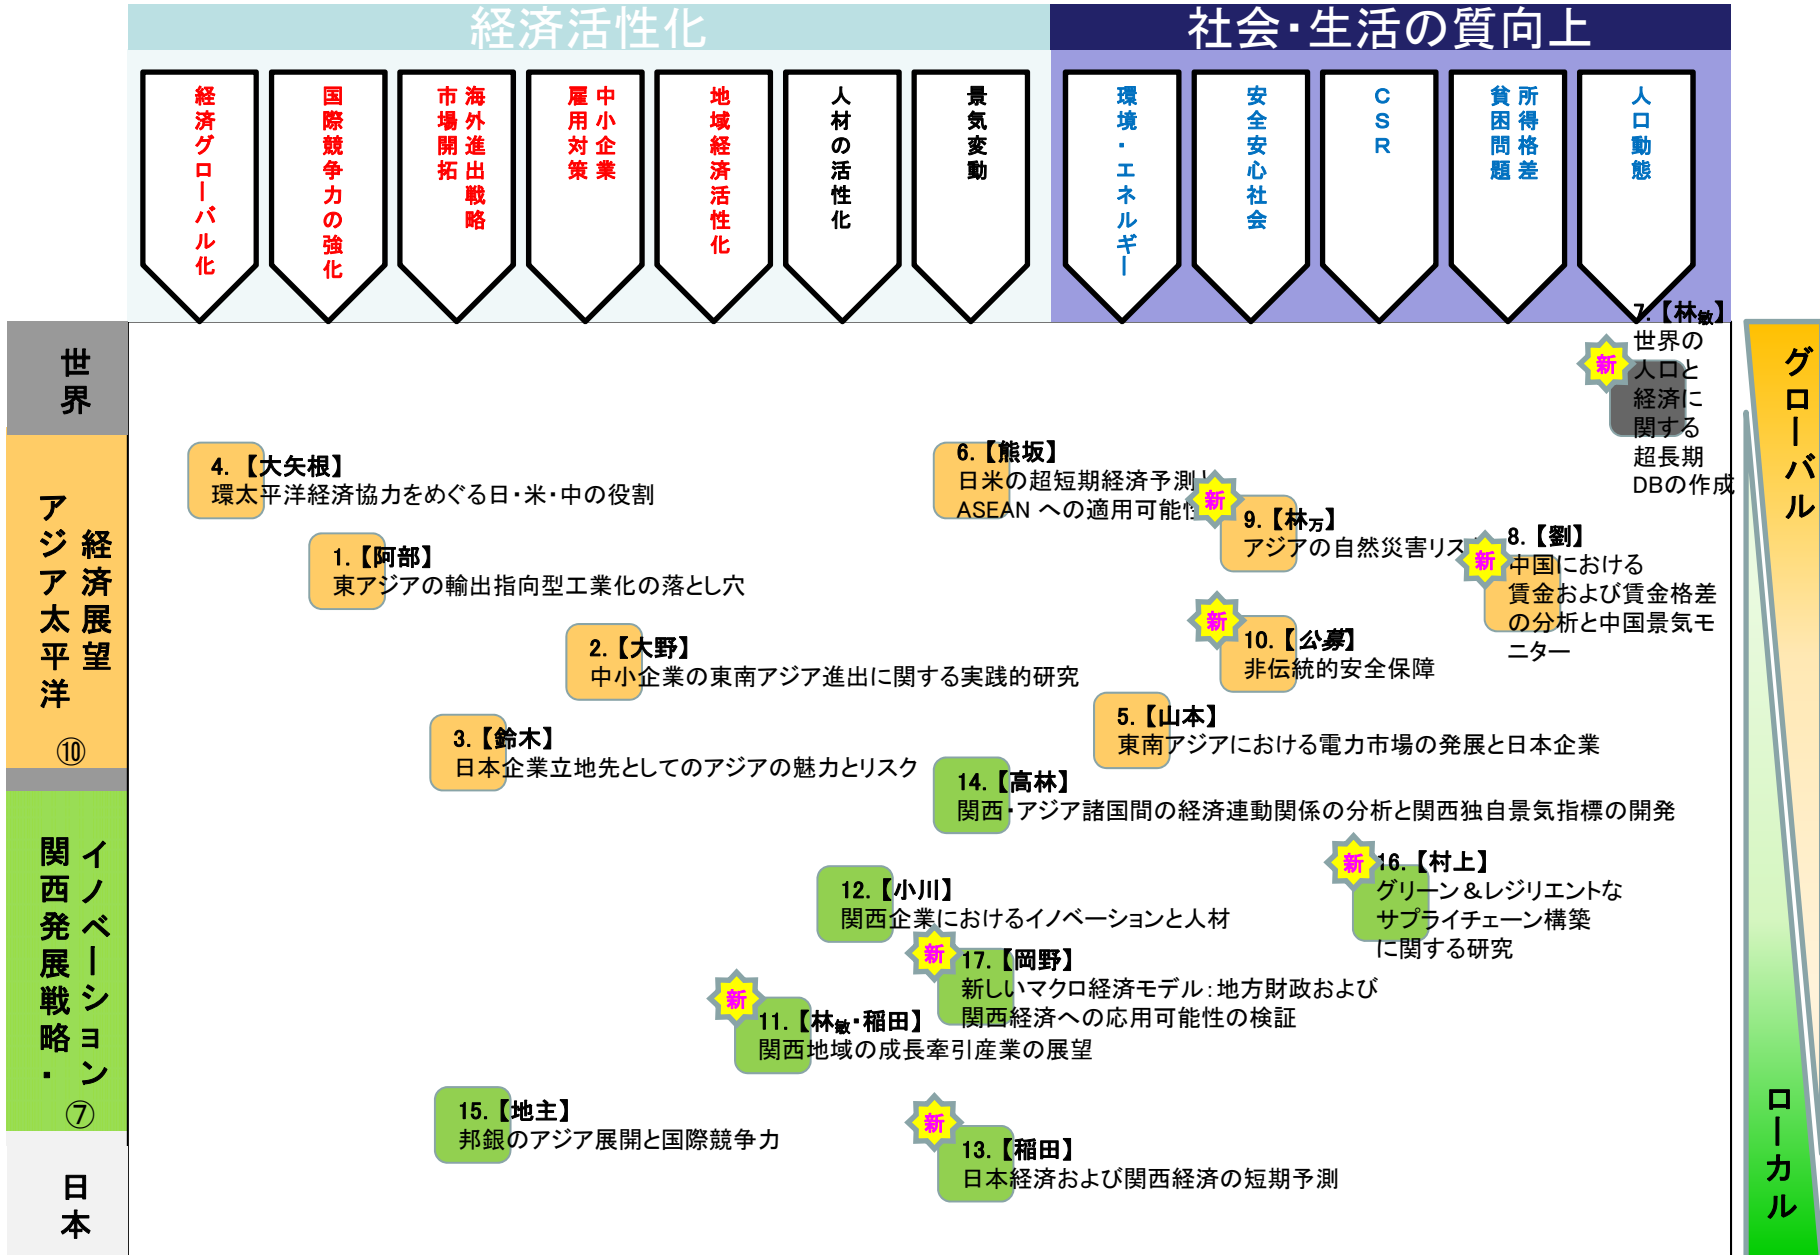 経済活性化
社会・生活の質向上
経済グローバル化
国際競争力の強化
海外進出戦略
市場開拓
中小企業
雇用対策
地域経済活性化
人材の活性化
景気変動
環境・エネルギー
安全安心社会
CSR
所得格差
貧困問題
人口動態
世界
経済展望
アジア太平洋
⑩
イノベーション
関西発展戦略・
⑦
日本
グローバル
ローカル
7.【林敏】
新
世界の
人口と
経済に
関する
超長期
DBの作成
4. 【大矢根】
環太平洋経済協力をめぐる日・米・中の役割
6.【熊坂】
日米の超短期経済予測と
ASEAN への適用可能性
新
9.【林万】
アジアの自然災害リス
新
8.【劉】
中国における
賃金および賃金格差
の分析と中国景気モ
ニター
1.【阿部】
東アジアの輸出指向型工業化の落とし穴
新
10.【公募】
非伝統的安全保障
2.【大野】
中小企業の東南アジア進出に関する実践的研究
5.【山本】
東南アジアにおける電力市場の発展と日本企業
3.【鈴木】
日本企業立地先としてのアジアの魅力とリスク
14.【高林】
関西・アジア諸国間の経済連動関係の分析と関西独自景気指標の開発
新
16.【村上】
グリーン＆レジリエントな
サプライチェーン構築
に関する研究
12.【小川】
関西企業におけるイノベーションと人材
新
17.【岡野】
新しいマクロ経済モデル：地方財政および
関西経済への応用可能性の検証
新
11.【林敏・稲田】
関西地域の成長牽引産業の展望
15.【地主】
邦銀のアジア展開と国際競争力
新
13.【稲田】
日本経済および関西経済の短期予測